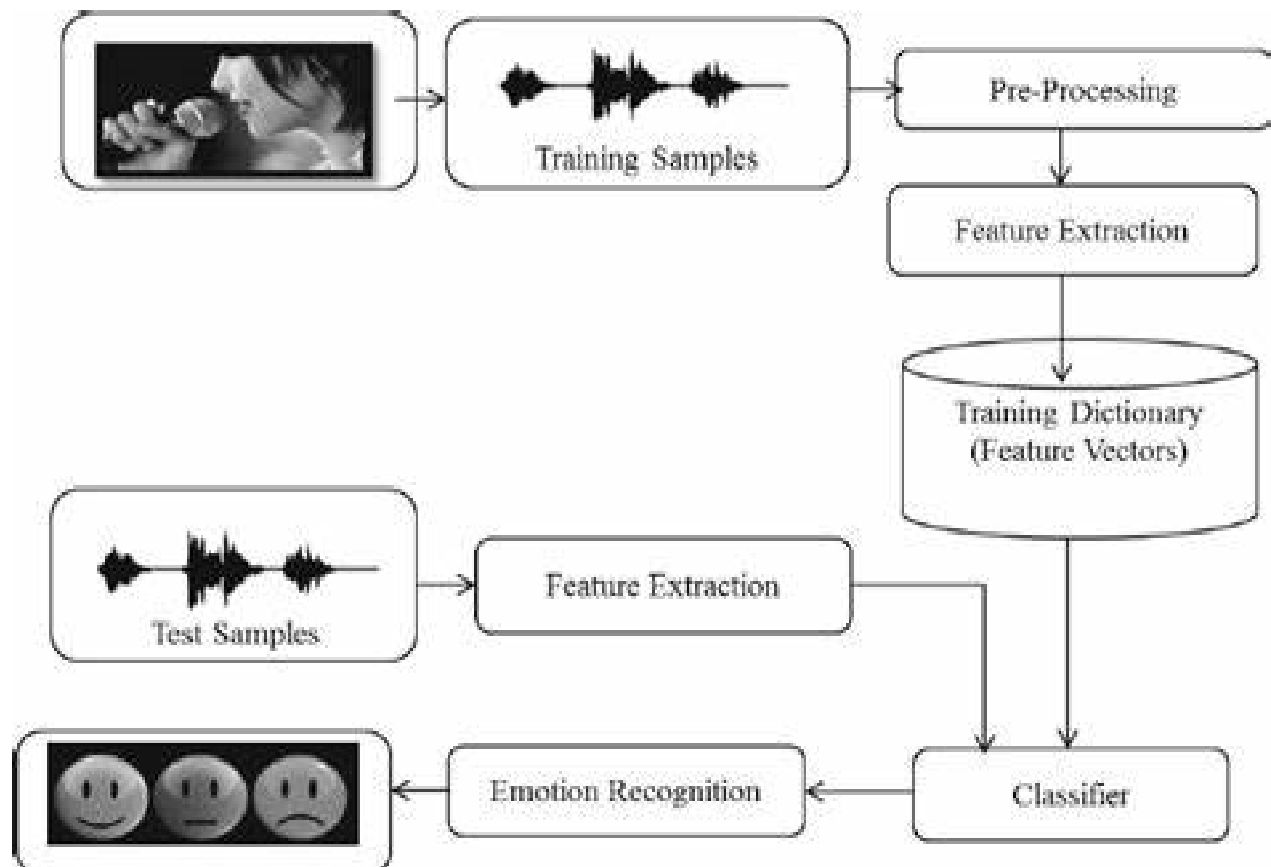 Training Samples
Pre-Processing
Feature Extraction
Training Dictionary
(Feature Vectors)
Test Samples
Feature Extraction
Emotion Recognition
Classifier